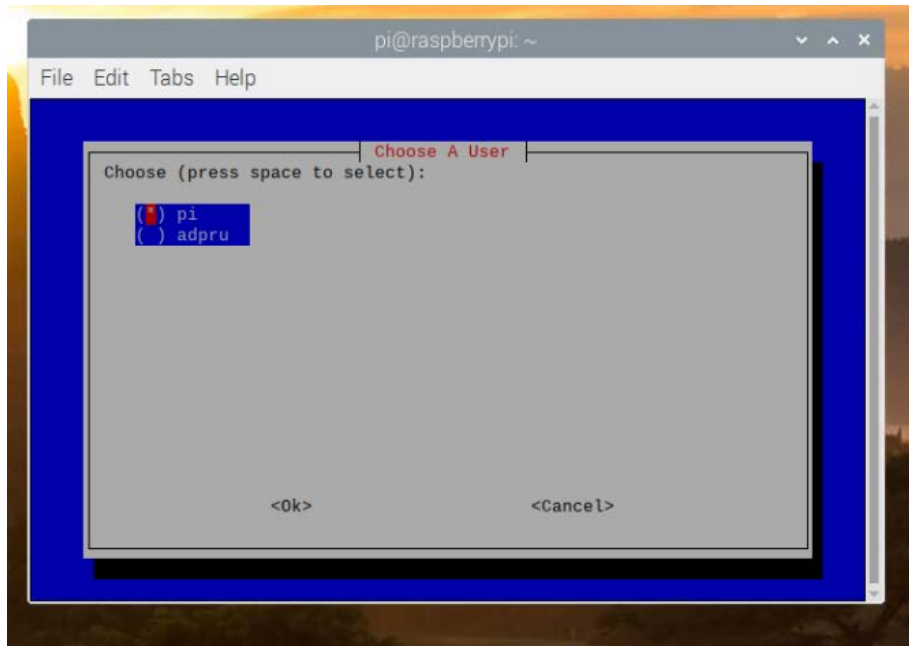 pi@raspberrypi: ~
File Edit Tabs Help
Choose A User
Choose (press space to select):
(*) pi
( ) adpru
<Ok> <Cancel>